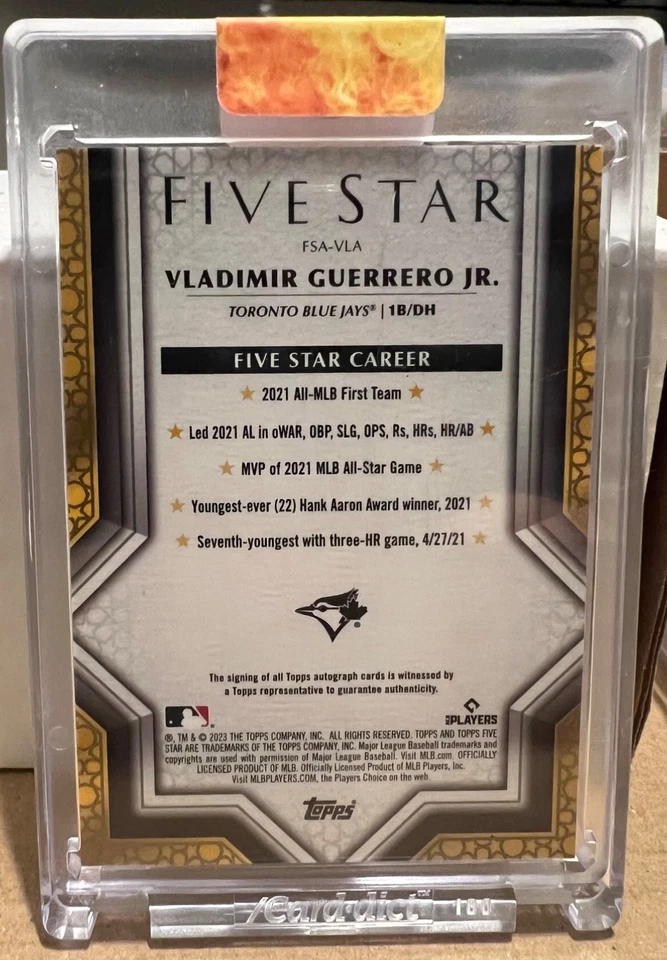 FIVE STAR
FSA-VLA
VLADIMIR GUERRERO JR.
TORONTO BLUE JAYS® | 1B/DH
FIVE STAR CAREER
★ 2021 All-MLB First Team ★
★ Led 2021 AL in oWAR, OBP, SLG, OPS, Rs, HRs, HR/AB ★
★ MVP of 2021 MLB All-Star Game ★
★ Youngest-ever (22) Hank Aaron Award winner, 2021 ★
★ Seventh-youngest with three-HR game, 4/27/21 ★
The signing of all Topps autograph cards is witnessed by
a Topps representative to guarantee authenticity.
PLAYERS
®, TM & © 2023 THE TOPPS COMPANY, INC. ALL RIGHTS RESERVED. TOPPS AND TOPPS FIVE
STAR ARE TRADEMARKS OF THE TOPPS COMPANY, INC. Major League Baseball trademarks and
copyrights are used with permission of Major League Baseball. Visit MLB.com. OFFICIALLY
LICENSED PRODUCT OF MLB. Officially Licensed Product of MLB Players, Inc.
Visit MLBPLAYERS.COM, the Players Choice on the web.
Topps®
180